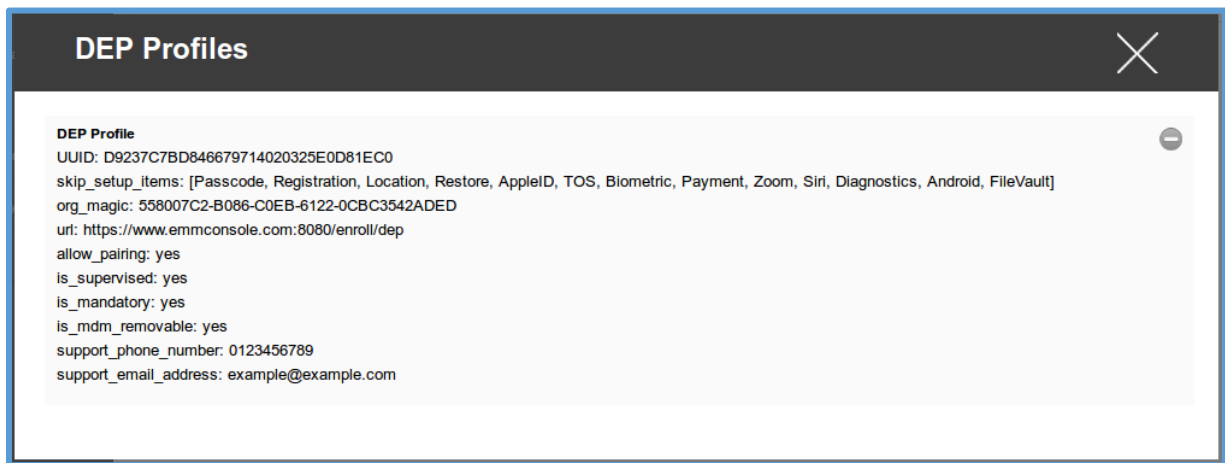 DEP Profiles
DEP Profile
UUID: D9237C7BD846679714020325E0D81EC0
skip_setup_items: [Passcode, Registration, Location, Restore, AppleID, TOS, Biometric, Payment, Zoom, Siri, Diagnostics, Android, FileVault]
org_magic: 558007C2-B086-C0EB-6122-0CBC3542ADED
url: https://www.emmconsole.com:8080/enroll/dep
allow_pairing: yes
is_supervised: yes
is_mandatory: yes
is_mdm_removable: yes
support_phone_number: 0123456789
support_email_address: example@example.com